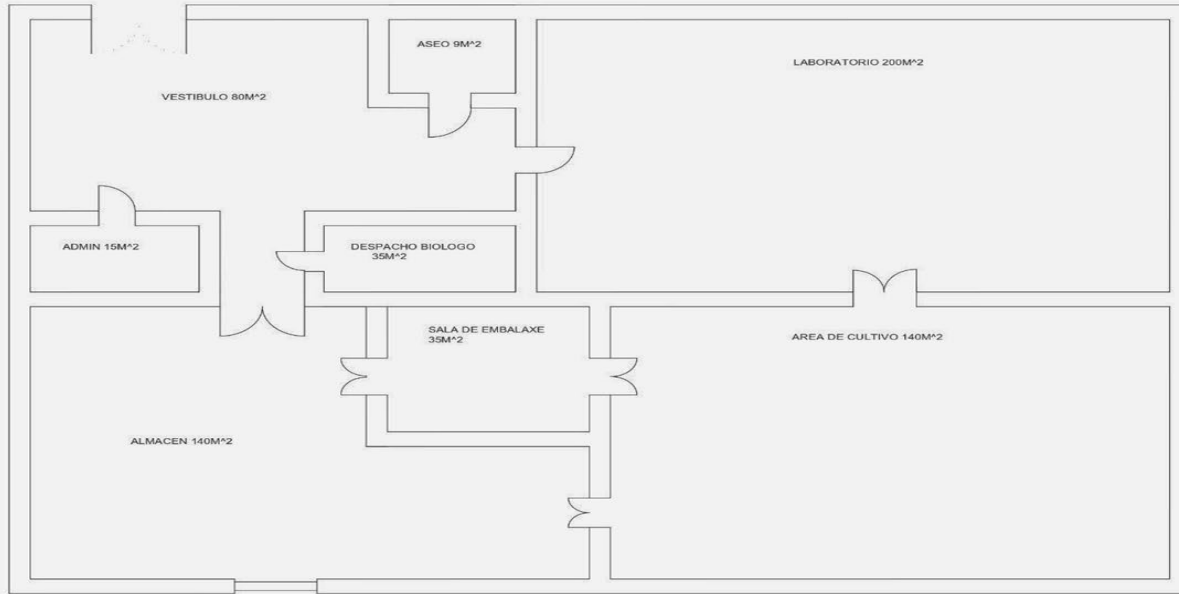 ASEO 9M^2
LABORATORIO 200M^2
VESTIBULO 80M^2
ADMIN 15M^2
DESPACHO BIOLOGO
35M^2
SALA DE EMBALAXE
35M^2
AREA DE CULTIVO 140M^2
ALMACEN 140M^2